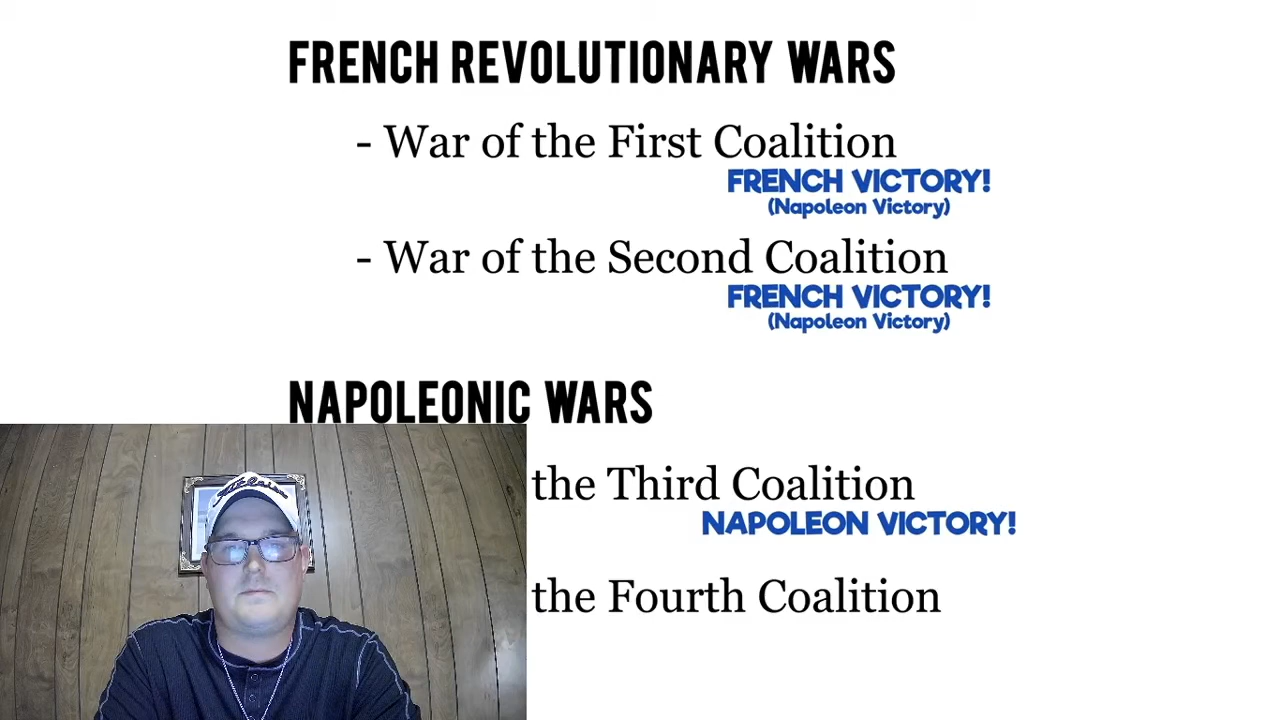 FRENCH REVOLUTIONARY WARS
- War of the First Coalition
FRENCH VICTORY!
(Napoleon Victory)
- War of the Second Coalition
FRENCH VICTORY!
(Napoleon Victory)
NAPOLEONIC WARS
the Third Coalition
NAPOLEON VICTORY!
the Fourth Coalition
Titleist